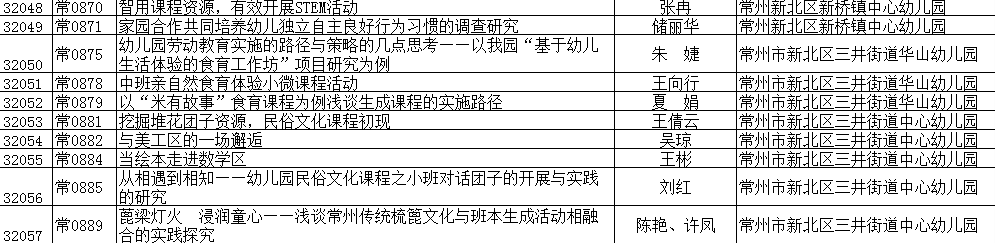 32048 常0870 智用课程资源，有效开展STEM活动 张冉 常州市新北区新桥镇中心幼儿园
32049 常0871 家园合作共同培养幼儿独立自主良好行为习惯的调查研究 储丽华 常州市新北区新桥镇中心幼儿园
32050 常0875 幼儿园劳动教育实施的路径与策略的几点思考——以我园“基于幼儿
生活体验的食育工作坊”项目研究为例 朱 婕 常州市新北区三井街道华山幼儿园
32051 常0878 中班亲自然食育体验小微课程活动 王向行 常州市新北区三井街道华山幼儿园
32052 常0879 以“米有故事”食育课程为例浅谈生成课程的实施路径 夏 娟 常州市新北区三井街道华山幼儿园
32053 常0881 挖掘堆花团子资源，民俗文化课程初现 王倩云 常州市新北区三井街道中心幼儿园
32054 常0882 与美工区的一场邂逅 吴琼 常州市新北区三井街道中心幼儿园
32055 常0884 当绘本走进数学区 王彬 常州市新北区三井街道中心幼儿园
32056 常0885 从相遇到相知——幼儿园民俗文化课程之小班对话团子的开展与实践
的研究 刘红 常州市新北区三井街道中心幼儿园
32057 常0889 蓖梁灯火 浸润童心——浅谈常州传统梳篦文化与班本生成活动相融
合的实践探究 陈艳、许凤 常州市新北区三井街道中心幼儿园